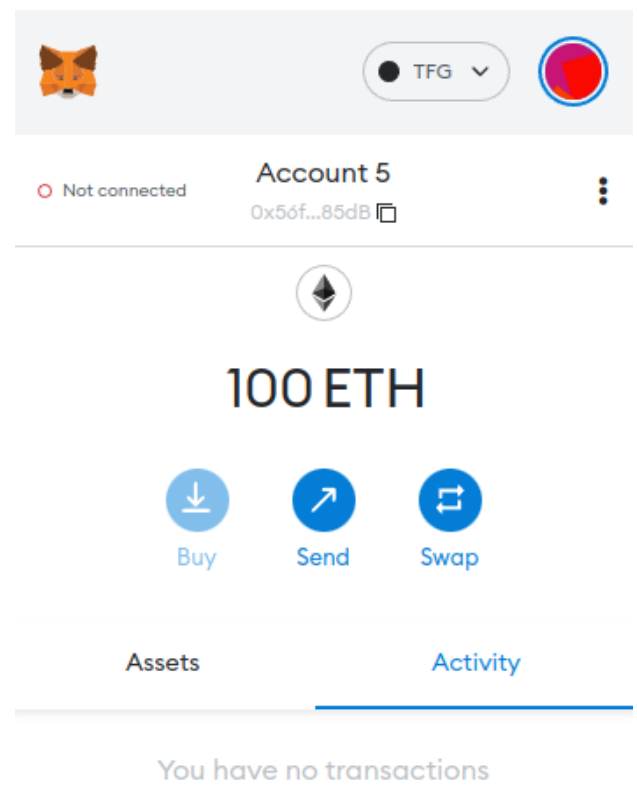 TFG
Not connected
Account 5
0x56f...85dB
100 ETH
Buy
Send
Swap
Assets
Activity
You have no transactions